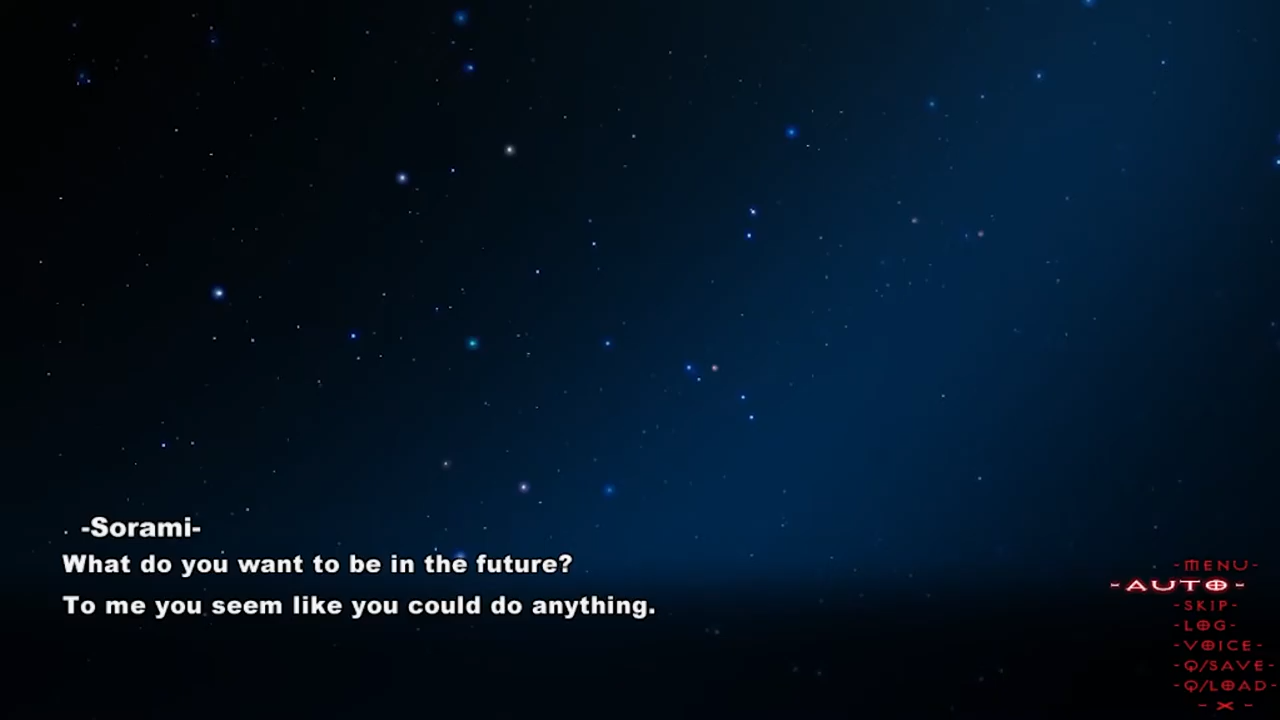 -Sorami-
What do you want to be in the future?
To me you seem like you could do anything.
-MENU-
-AUTO-
-SKIP-
-LOG-
-VOICE-
-Q/SAVE-
-Q/LOAD-
-X-